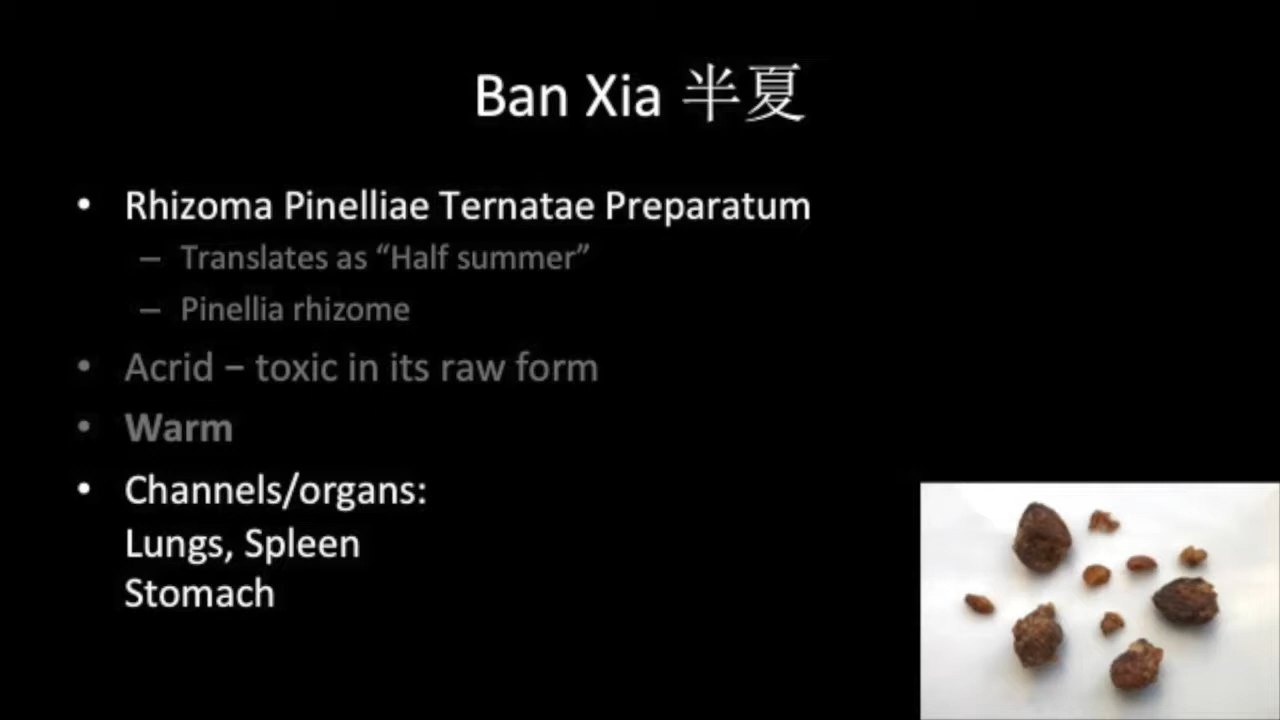 Ban Xia 半夏
• Rhizoma Pinelliae Ternatae Preparatum
– Translates as “Half summer”
– Pinellia rhizome
• Acrid – toxic in its raw form
• Warm
• Channels/organs:
Lungs, Spleen
Stomach